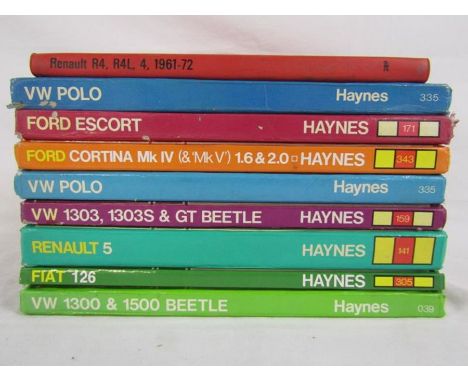 Renault R4, R4L, 4, 1961-72
VW POLO Haynes 335
FORD ESCORT HAYNES 171
FORD CORTINA Mk IV (& 'Mk V') 1.6 & 2.0 HAYNES 343
VW POLO Haynes 335
VW 1303, 1303S & GT BEETLE HAYNES 159
RENAULT 5 HAYNES 141
FIAT 126 HAYNES 305
VW 1300 & 1500 BEETLE Haynes 039